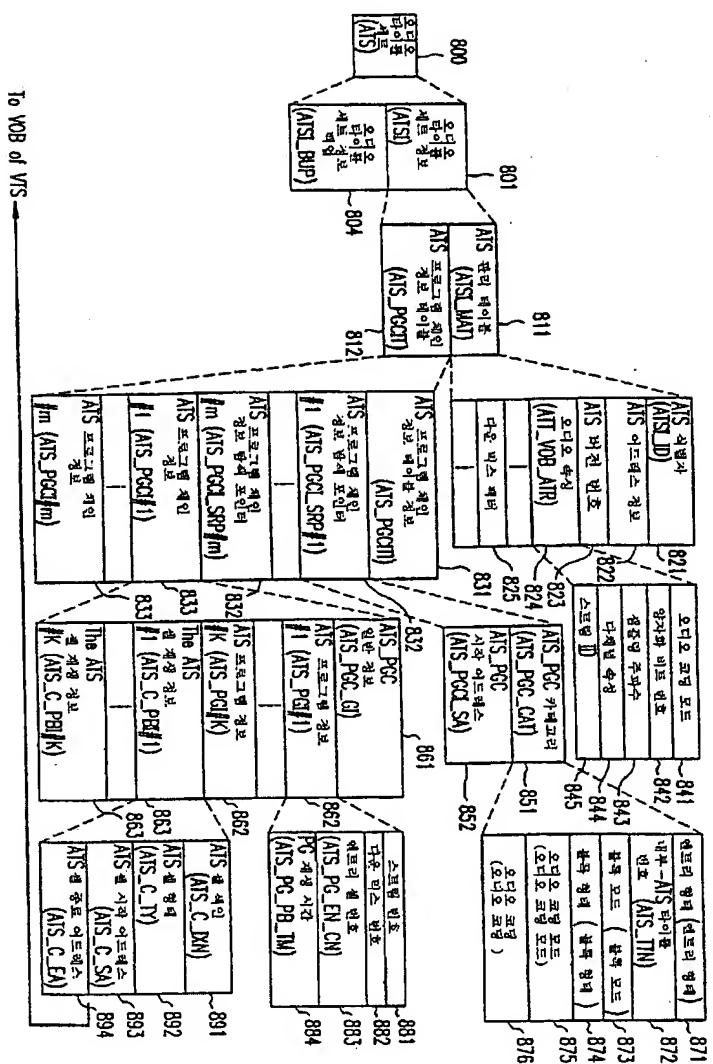 오디오
타이틀
세트
(ATS)
800
오디오
타이틀
세트 정보
(ATSI)
801
오디오
타이틀
세트 정보
백업
(ATSI_BUP)
804
ATS 관리 테이블
(ATSI_MAT)
811
ATS 프로그램 체인
정보 테이블
(ATS_PGCIT)
812
ATS 식별자
(ATSI_ID)
821
ATS 어드레스 정보
822
ATS 버전 번호
823
오디오 속성
(ATT_VOB_ATR)
824
다운 믹스 패터
825
ATS 프로그램 체인
정보 테이블 정보
(ATS_PGCITI)
831
ATS 프로그램 체인
정보 탐색 포인터
#1 (ATS_PGCI_SRP#1)
832
ATS 프로그램 체인
정보 탐색 포인터
#m (ATS_PGCI_SRP#m)
832
ATS 프로그램 체인
정보
#1 (ATS_PGCI#1)
833
ATS 프로그램 체인
정보
#m (ATS_PGCI#m)
833
오디오 코딩 모드
841
양자화 비트 번호
842
샘플링 주파수
843
다채널 속성
844
스트림 ID
845
ATS_PGC 카테고리
(ATS_PGC_CAT)
851
ATS_PGC
시작 어드레스
(ATS_PGCI_SA)
852
ATS_PGC
일반 정보
(ATS_PGC_GI)
861
ATS 프로그램 정보
#1 (ATS_PGI#1)
862
ATS 프로그램 정보
#K (ATS_PGI#K)
862
The ATS
셀 재생 정보
#1 (ATS_C_PBI#1)
863
The ATS
셀 재생 정보
#K (ATS_C_PBI#K)
863
엔트리 형태 (엔트리 형태)
871
내부-ATS 타이틀
번호
(ATS_TTN)
872
블록 모드 ( 블록 모드 )
873
블록 형태 ( 블록 형태 )
874
오디오 코딩 모드
(오디오 코딩 모드)
875
오디오 코딩
(오디오 코딩 )
876
스트림 번호
881
다운 믹스 번호
882
엔트리 셀 번호
(ATS_PG_EN_CN)
883
PG 재생 시간
(ATS_PG_PB_TM)
884
ATS 셀 색인
(ATS_C_IXN)
891
ATS 셀 형태
(ATS_C_TY)
892
ATS 셀 시작 어드레스
(ATS_C_SA)
893
ATS 셀 종료 어드레스
(ATS_C_EA)
894
To VOB of VTS